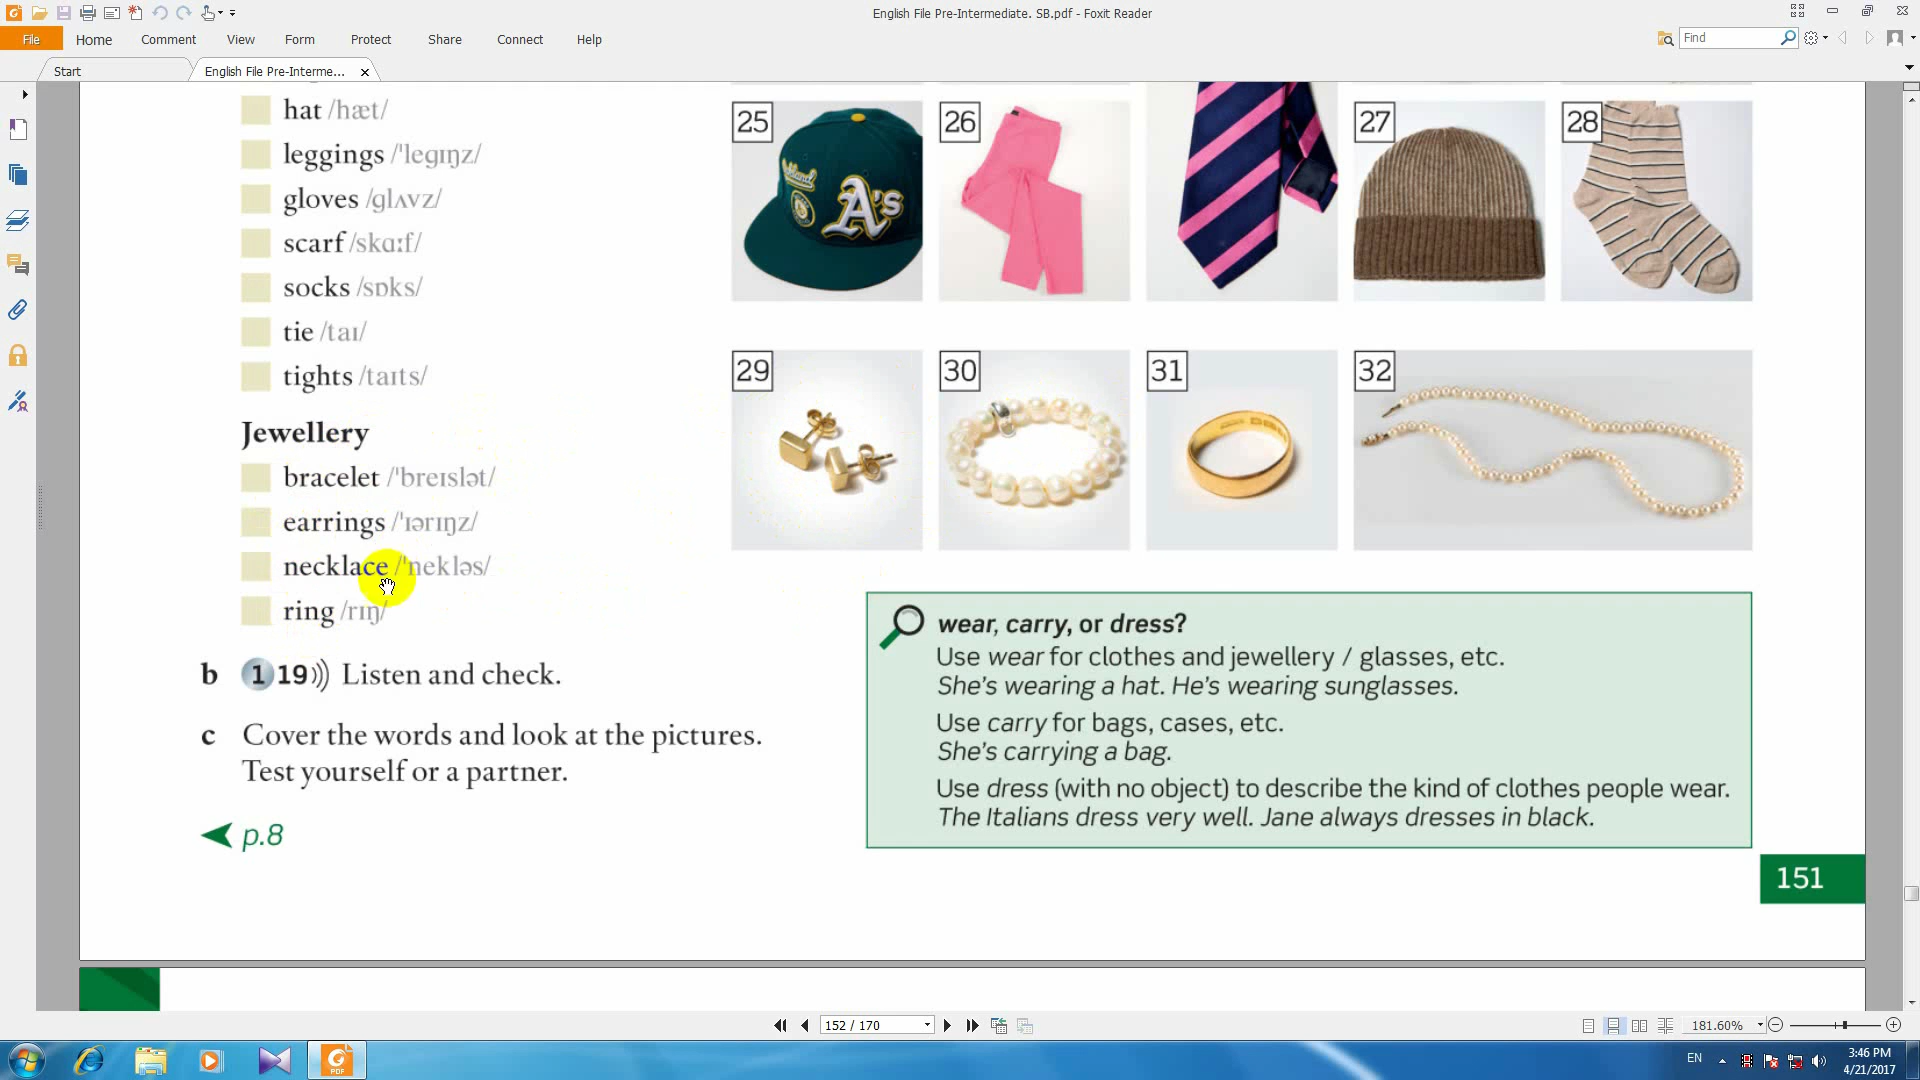 English File Pre-Intermediate. SB.pdf - Foxit Reader
File Home Comment View Form Protect Share Connect Help
Find
Start
English File Pre-Interme...
hat /hæt/
leggings /ˈlegɪŋz/
gloves /glʌvz/
scarf /skɑːf/
socks /sɒks/
tie /taɪ/
tights /taɪts/
Jewellery
bracelet /ˈbreɪslət/
earrings /ˈɪərɪŋz/
necklace /ˈnekləs/
ring /rɪŋ/
b 1 19 Listen and check.
c Cover the words and look at the pictures.
Test yourself or a partner.
p.8
25
26
27
28
A's
29
30
31
32
wear, carry, or dress?
Use wear for clothes and jewellery / glasses, etc.
She's wearing a hat. He's wearing sunglasses.
Use carry for bags, cases, etc.
She's carrying a bag.
Use dress (with no object) to describe the kind of clothes people wear.
The Italians dress very well. Jane always dresses in black.
151
152 / 170
181.60%
PDF
EN
3:46 PM
4/21/2017